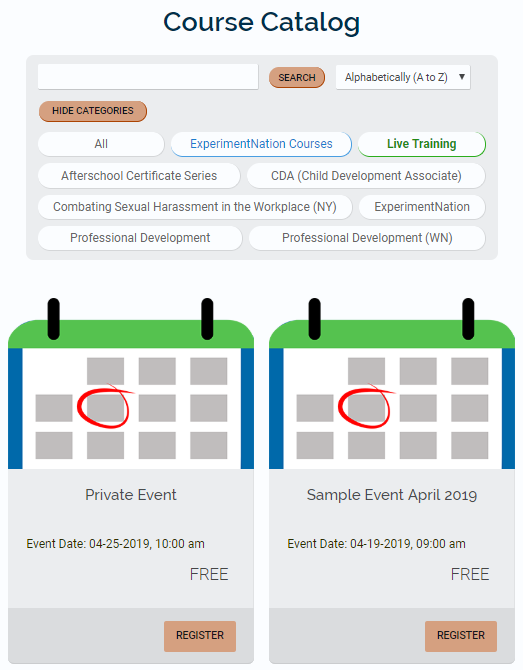 Course Catalog
SEARCH
Alphabetically (A to Z)
HIDE CATEGORIES
All
ExperimentNation Courses
Live Training
Afterschool Certificate Series
CDA (Child Development Associate)
Combating Sexual Harassment in the Workplace (NY)
ExperimentNation
Professional Development
Professional Development (WN)
Private Event
Event Date: 04-25-2019, 10:00 am
FREE
REGISTER
Sample Event April 2019
Event Date: 04-19-2019, 09:00 am
FREE
REGISTER